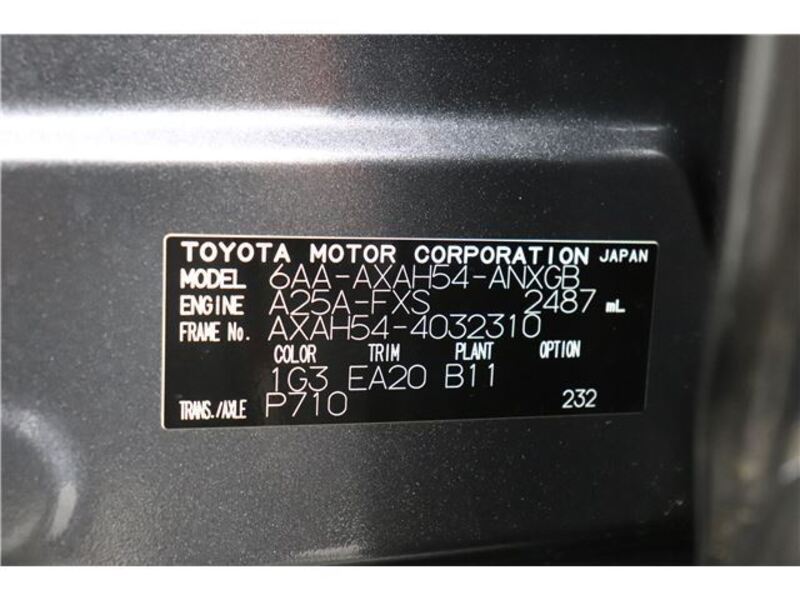 TOYOTA MOTOR CORPORATION JAPAN
MODEL 6AA-AXAH54-ANXGB
ENGINE A25A-FXS 2487 mL
FRAME No. AXAH54-4032310
COLOR TRIM PLANT OPTION
1G3 EA20 B11
TRANS./AXLE P710 232